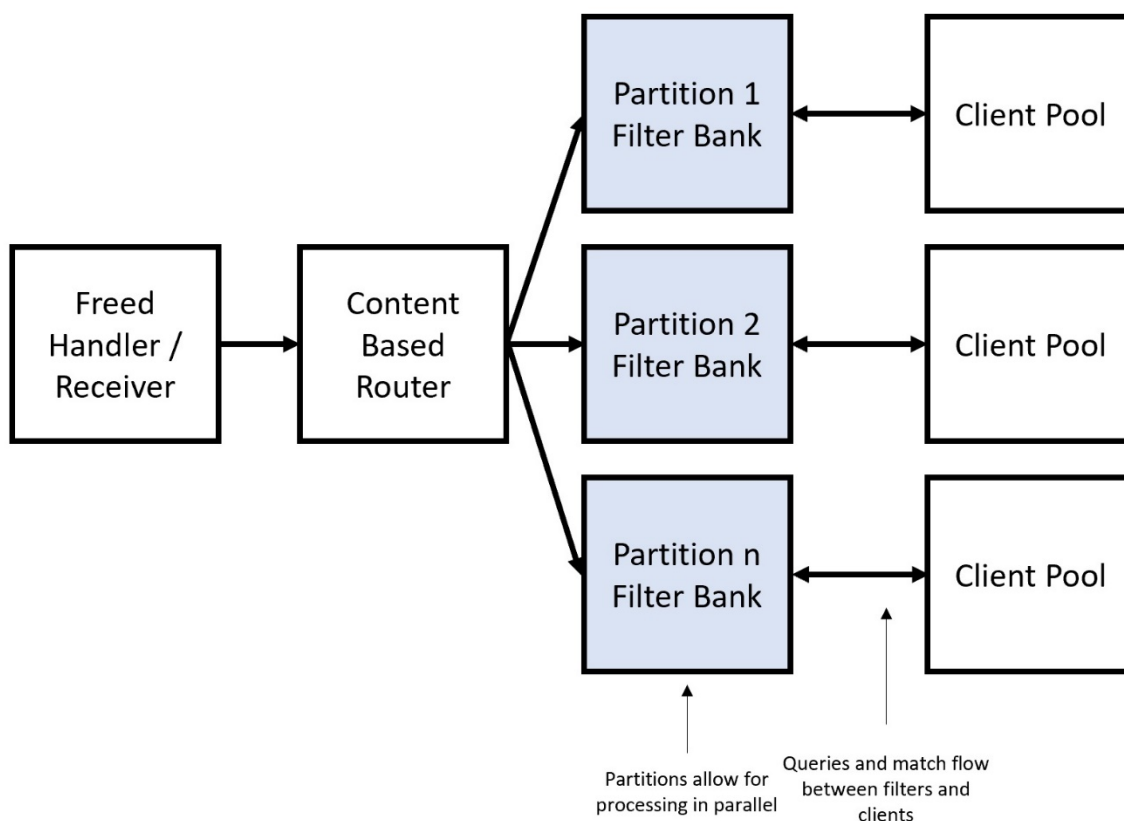 Freed
Handler /
Receiver
Content
Based
Router
Partition 1
Filter Bank
Client Pool
Partition 2
Filter Bank
Client Pool
Partition n
Filter Bank
Client Pool
Partitions allow for
processing in parallel
Queries and match flow
between filters and
clients